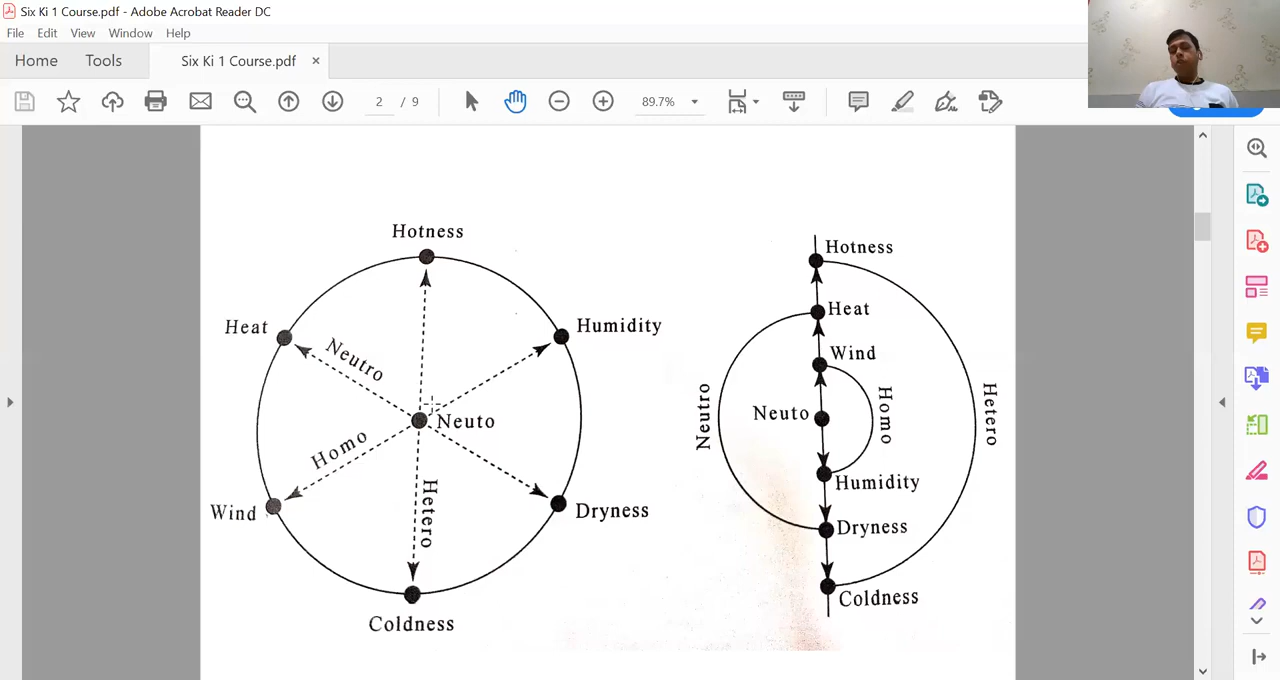 Six Ki 1 Course.pdf - Adobe Acrobat Reader DC
File Edit View Window Help
Home Tools Six Ki 1 Course.pdf ×
2 / 9 89.7%
Hotness
Heat
Humidity
Neutro
Neuto
Homo
Hetero
Wind
Dryness
Coldness
Hotness
Heat
Wind
Neutro
Neuto
Homo
Hetero
Humidity
Dryness
Coldness